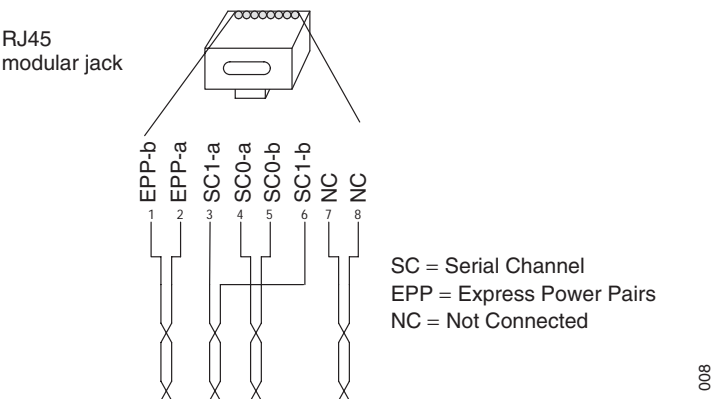 RJ45
modular jack
EPP-b
EPP-a
SC1-a
SC0-a
SC0-b
SC1-b
NC
NC
1 2 3 4 5 6 7 8
SC = Serial Channel
EPP = Express Power Pairs
NC = Not Connected
008